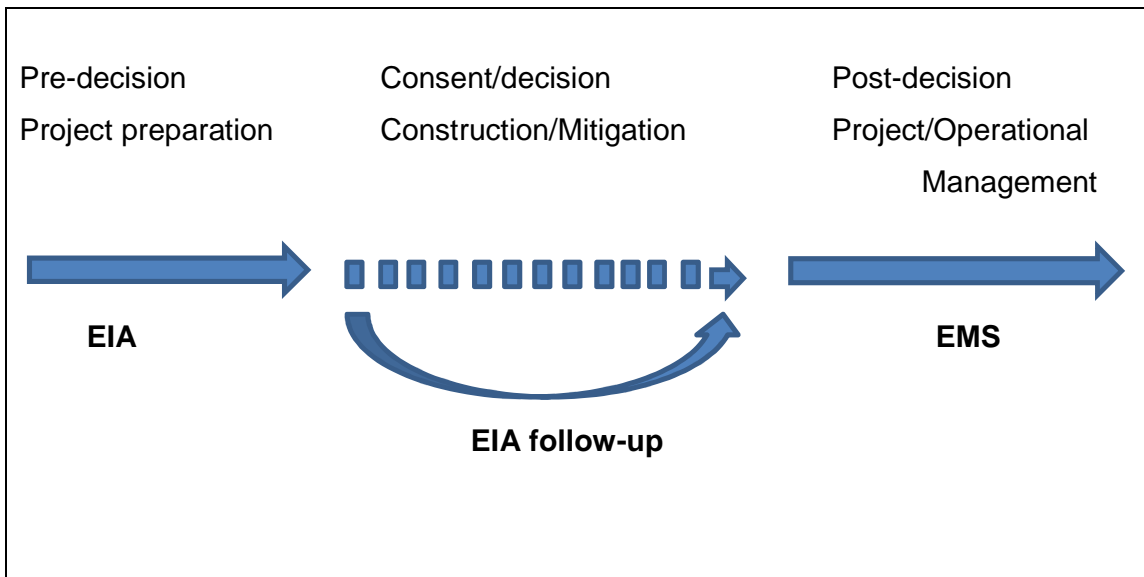 Pre-decision
Project preparation
Consent/decision
Construction/Mitigation
Post-decision
Project/Operational
Management
EIA
EMS
EIA follow-up